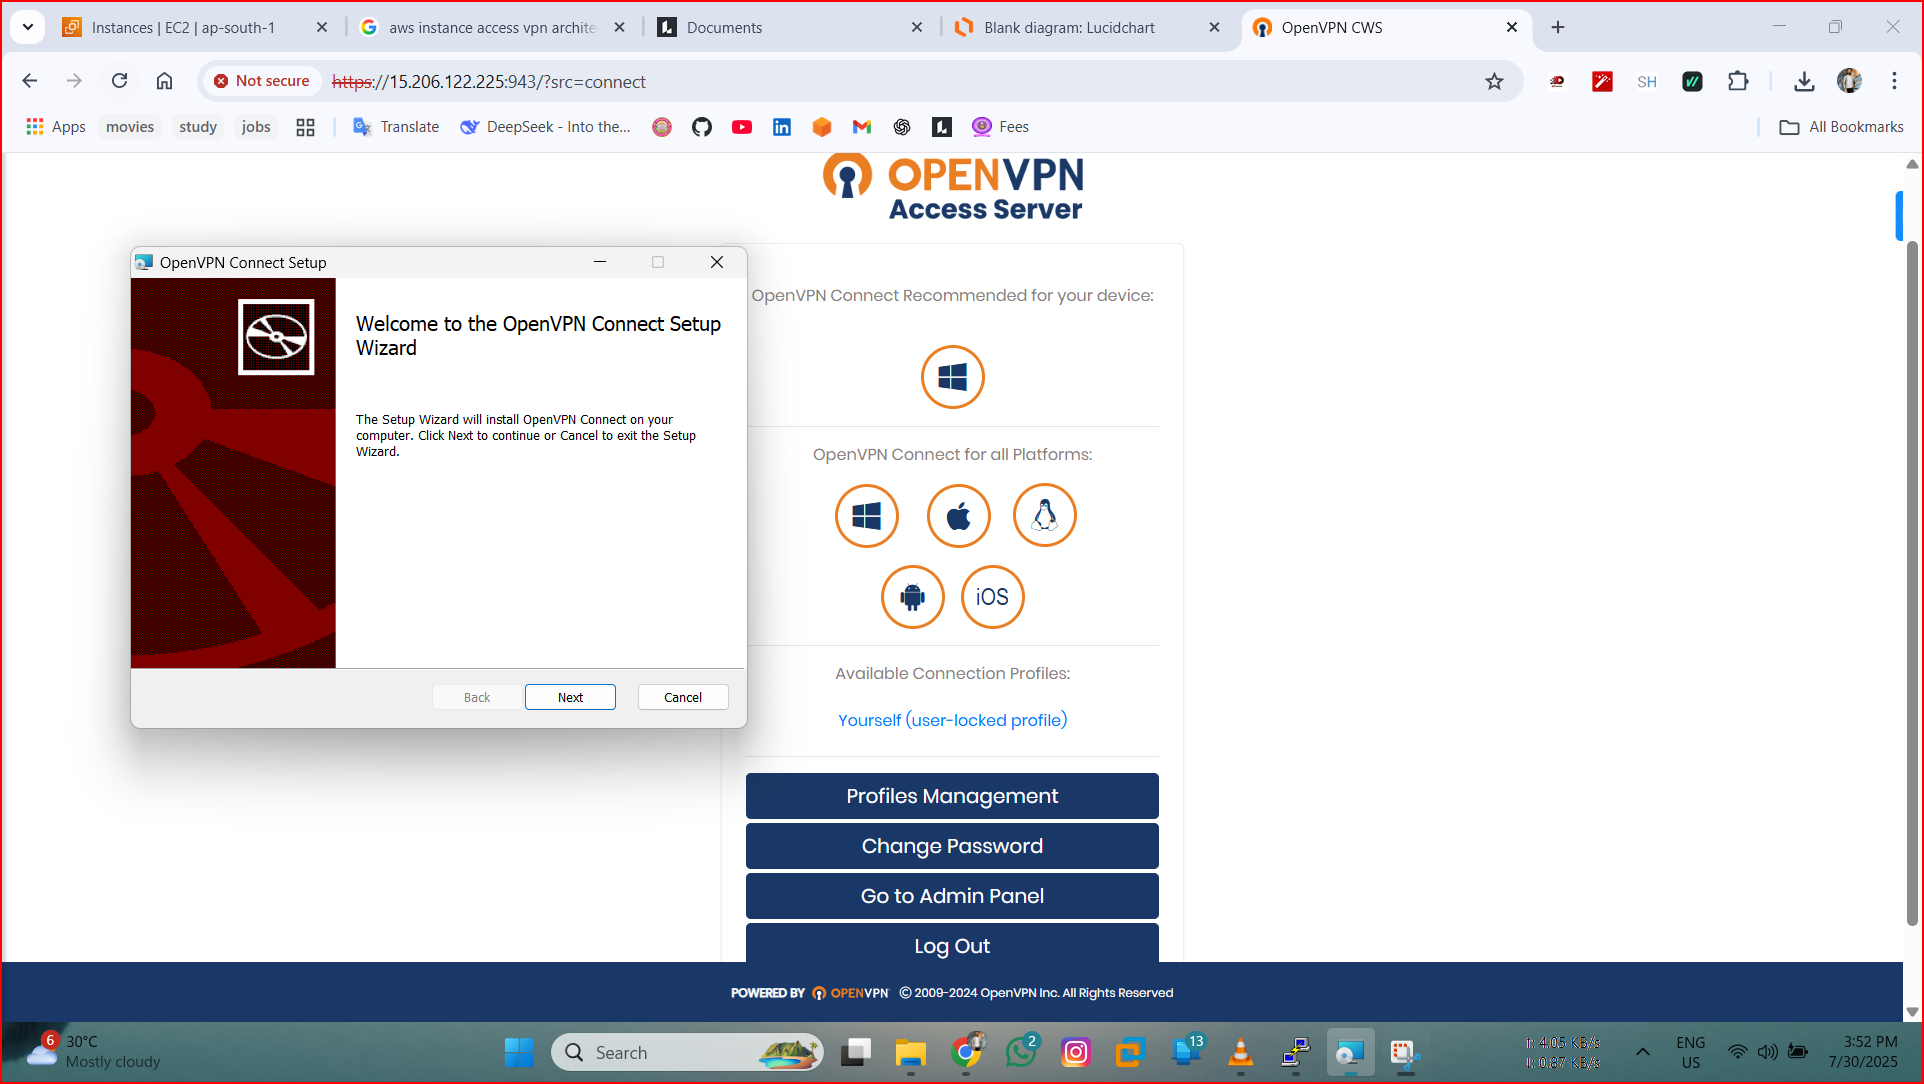 Instances | EC2 | ap-south-1
aws instance access vpn archite
Documents
Blank diagram: Lucidchart
OpenVPN CWS
Not secure
https://15.206.122.225:943/?src=connect
SH
Apps
movies
study
jobs
Translate
DeepSeek - Into the...
Fees
All Bookmarks
OPENVPN
Access Server
OpenVPN Connect Setup
Welcome to the OpenVPN Connect Setup
Wizard
The Setup Wizard will install OpenVPN Connect on your
computer. Click Next to continue or Cancel to exit the Setup
Wizard.
Back
Next
Cancel
OpenVPN Connect Recommended for your device:
OpenVPN Connect for all Platforms:
iOS
Available Connection Profiles:
Yourself (user-locked profile)
Profiles Management
Change Password
Go to Admin Panel
Log Out
POWERED BY OPENVPN © 2009-2024 OpenVPN Inc. All Rights Reserved
6
30°C
Mostly cloudy
Search
2
13
4.05 KB/s
0.87 KB/s
ENG
US
3:52 PM
7/30/2025